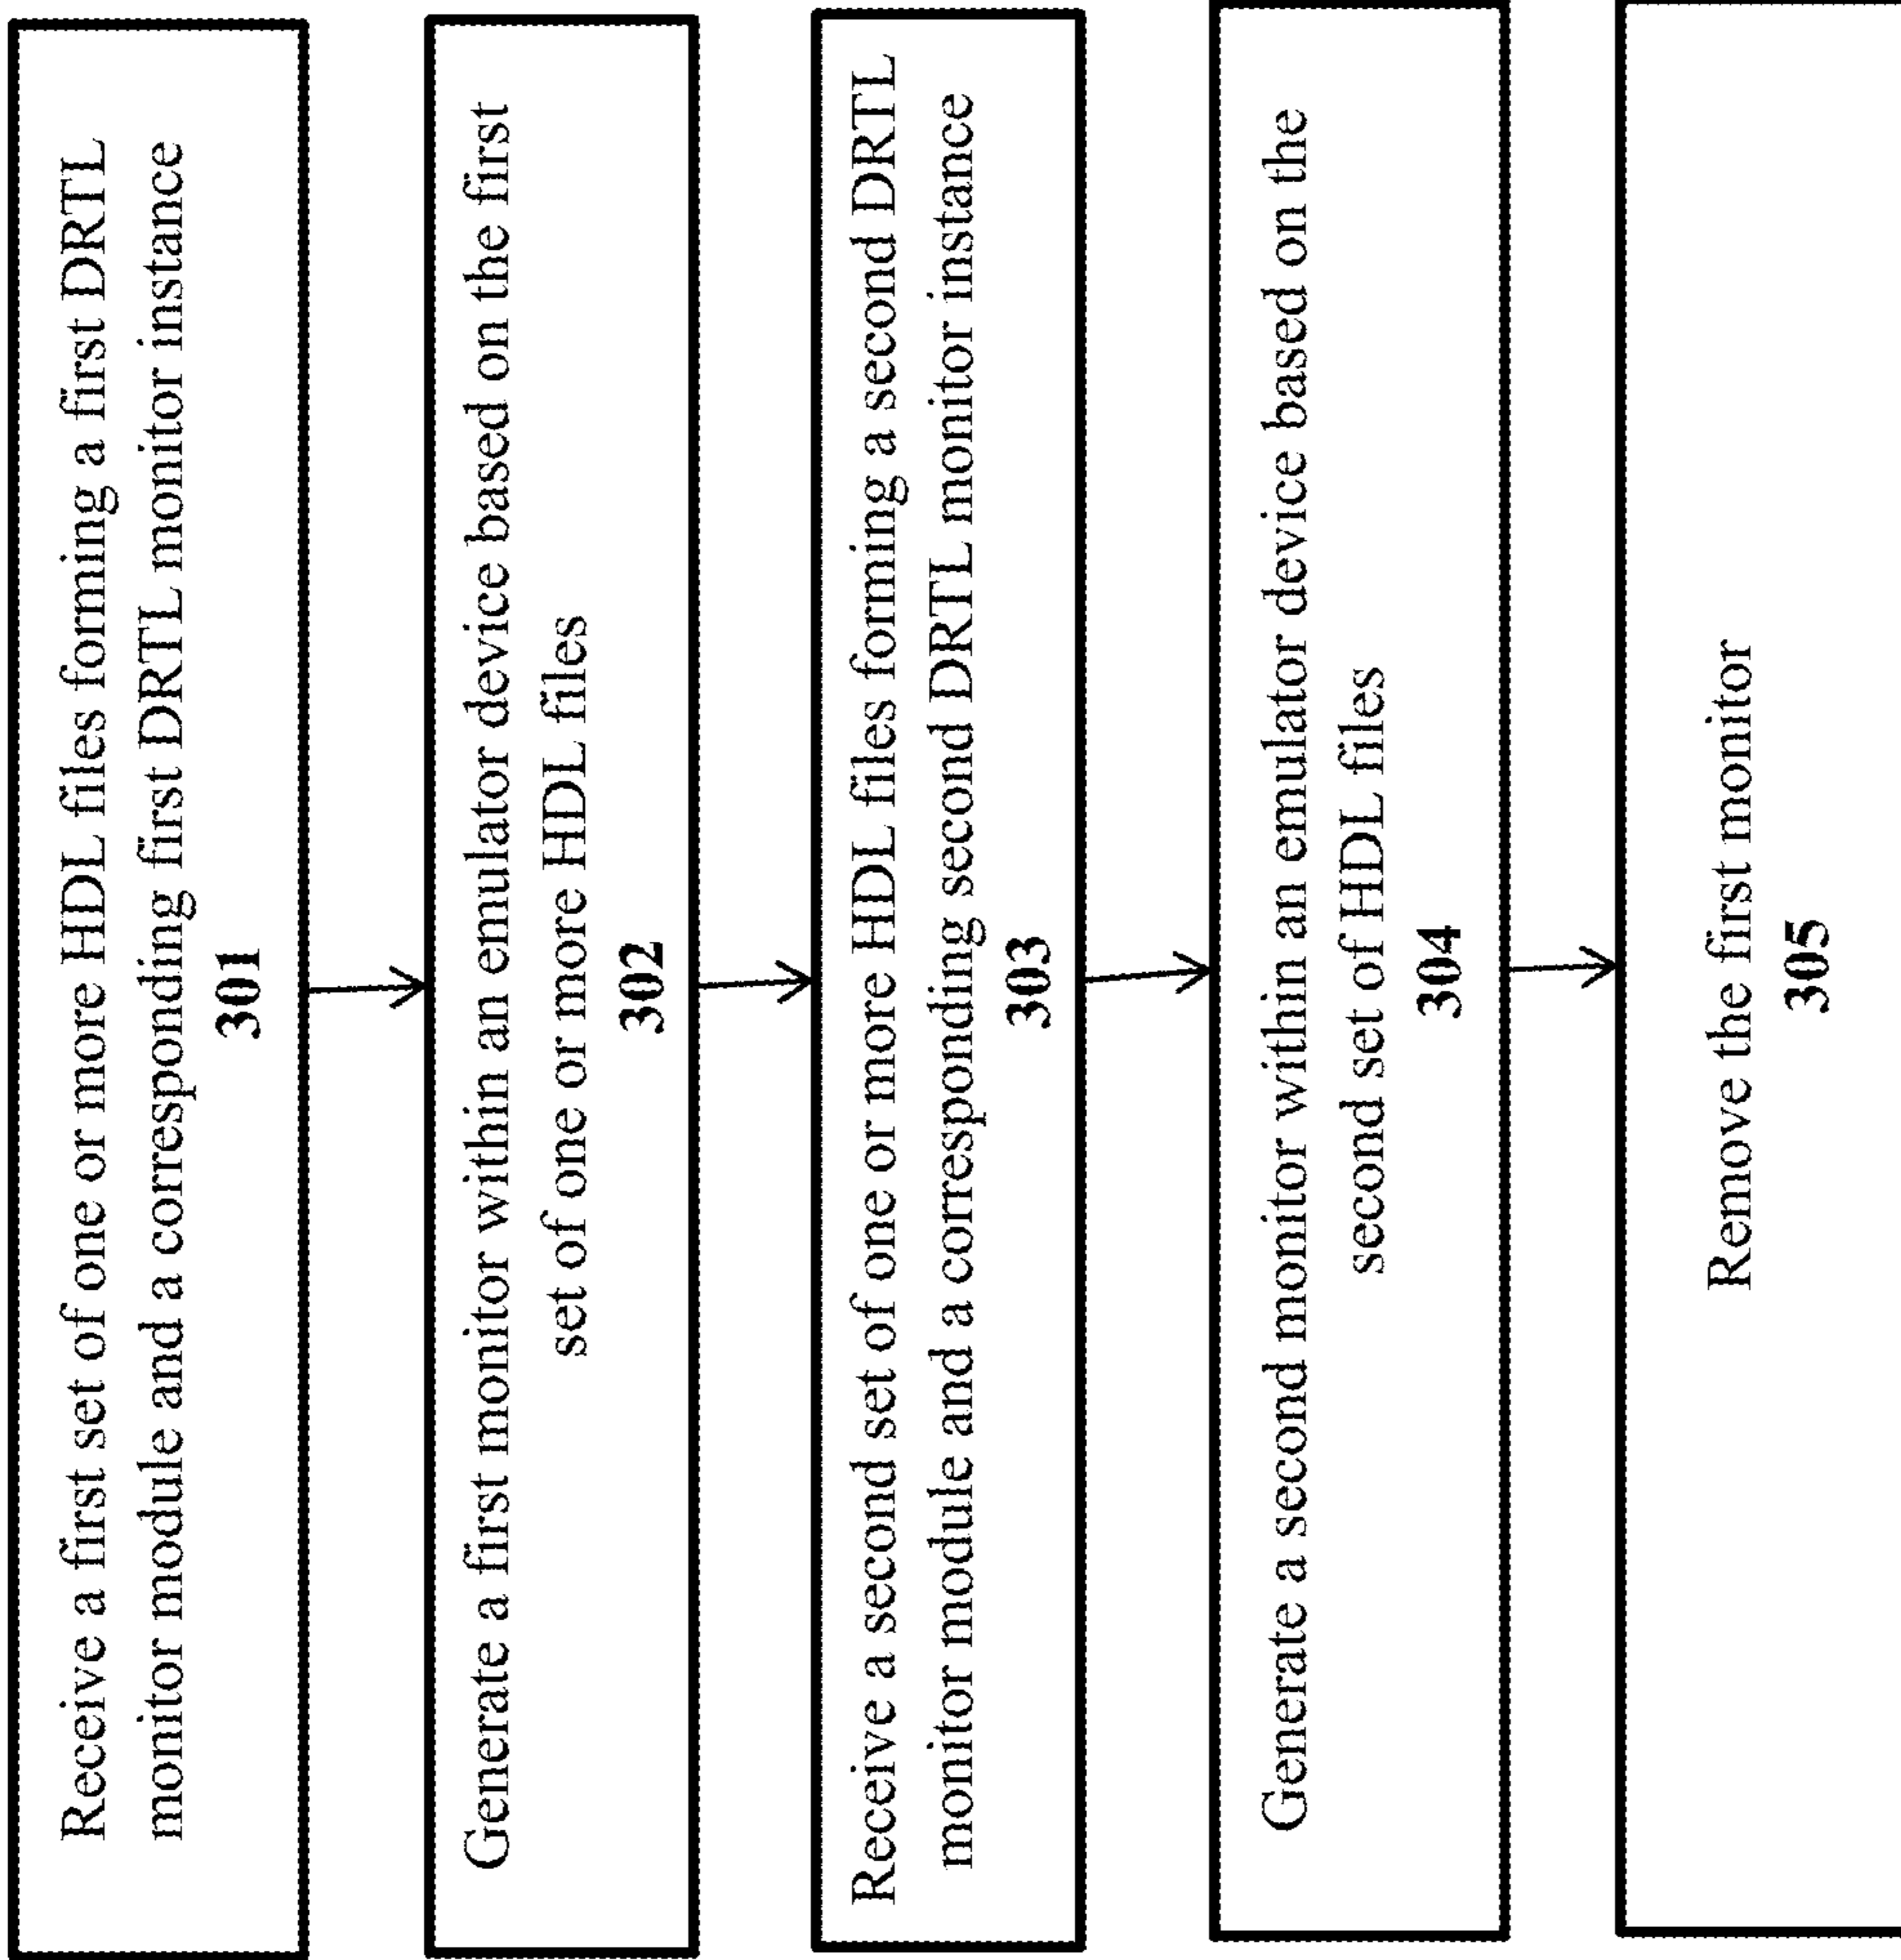 Receive a first set of one or more HDL files forming a first DRTL
monitor module and a corresponding first DRTL monitor instance
301
Generate a first monitor within an emulator device based on the first
set of one or more HDL files
302
Receive a second set of one or more HDL files forming a second DRTL
monitor module and a corresponding second DRTL monitor instance
303
Generate a second monitor within an emulator device based on the
second set of HDL files
304
Remove the first monitor
305